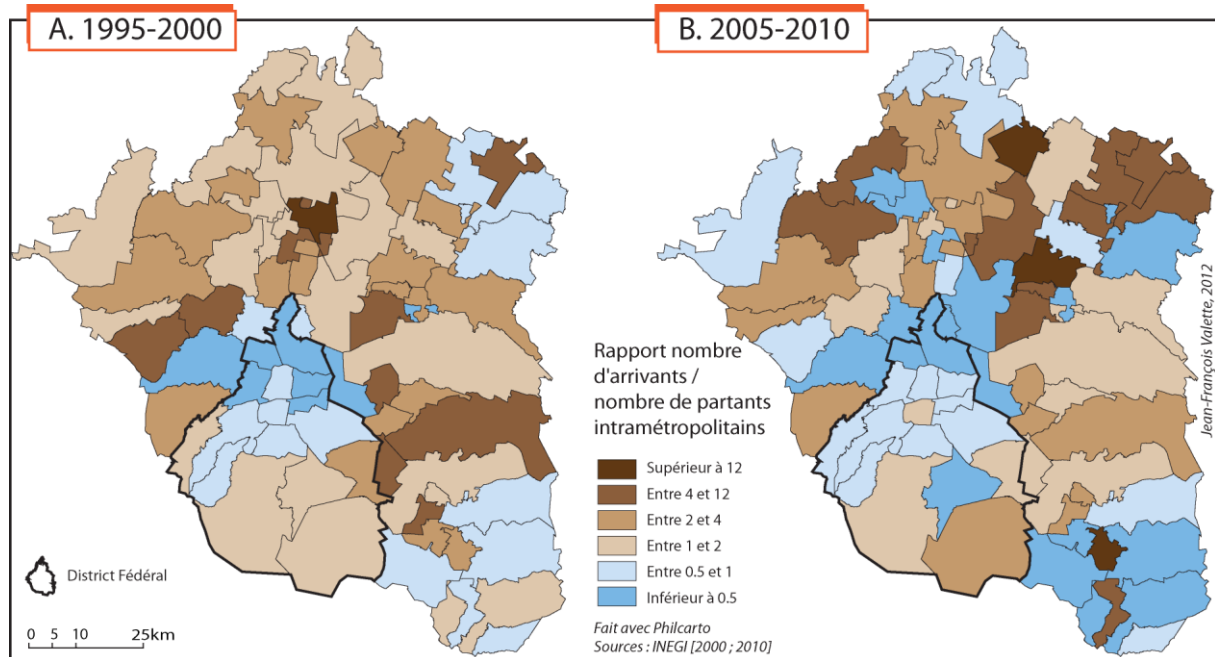 A. 1995-2000
B. 2005-2010
Jean-François Valette, 2012
Rapport nombre
d'arrivants /
nombre de partants
intramétropolitains
Supérieur à 12
Entre 4 et 12
Entre 2 et 4
Entre 1 et 2
Entre 0.5 et 1
Inférieur à 0.5
District Fédéral
0 5 10 25km
Fait avec Philcarto
Sources : INEGI [2000 ; 2010]